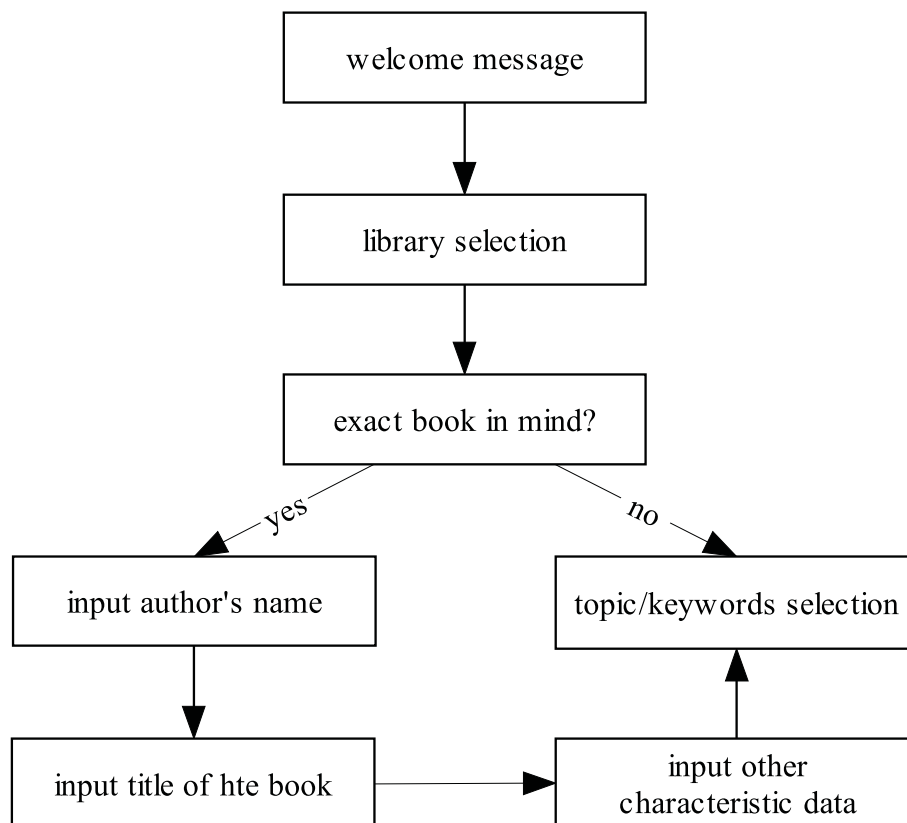 welcome message
library selection
exact book in mind?
yes
no
input author's name
topic/keywords selection
input title of hte book
input other
characteristic data